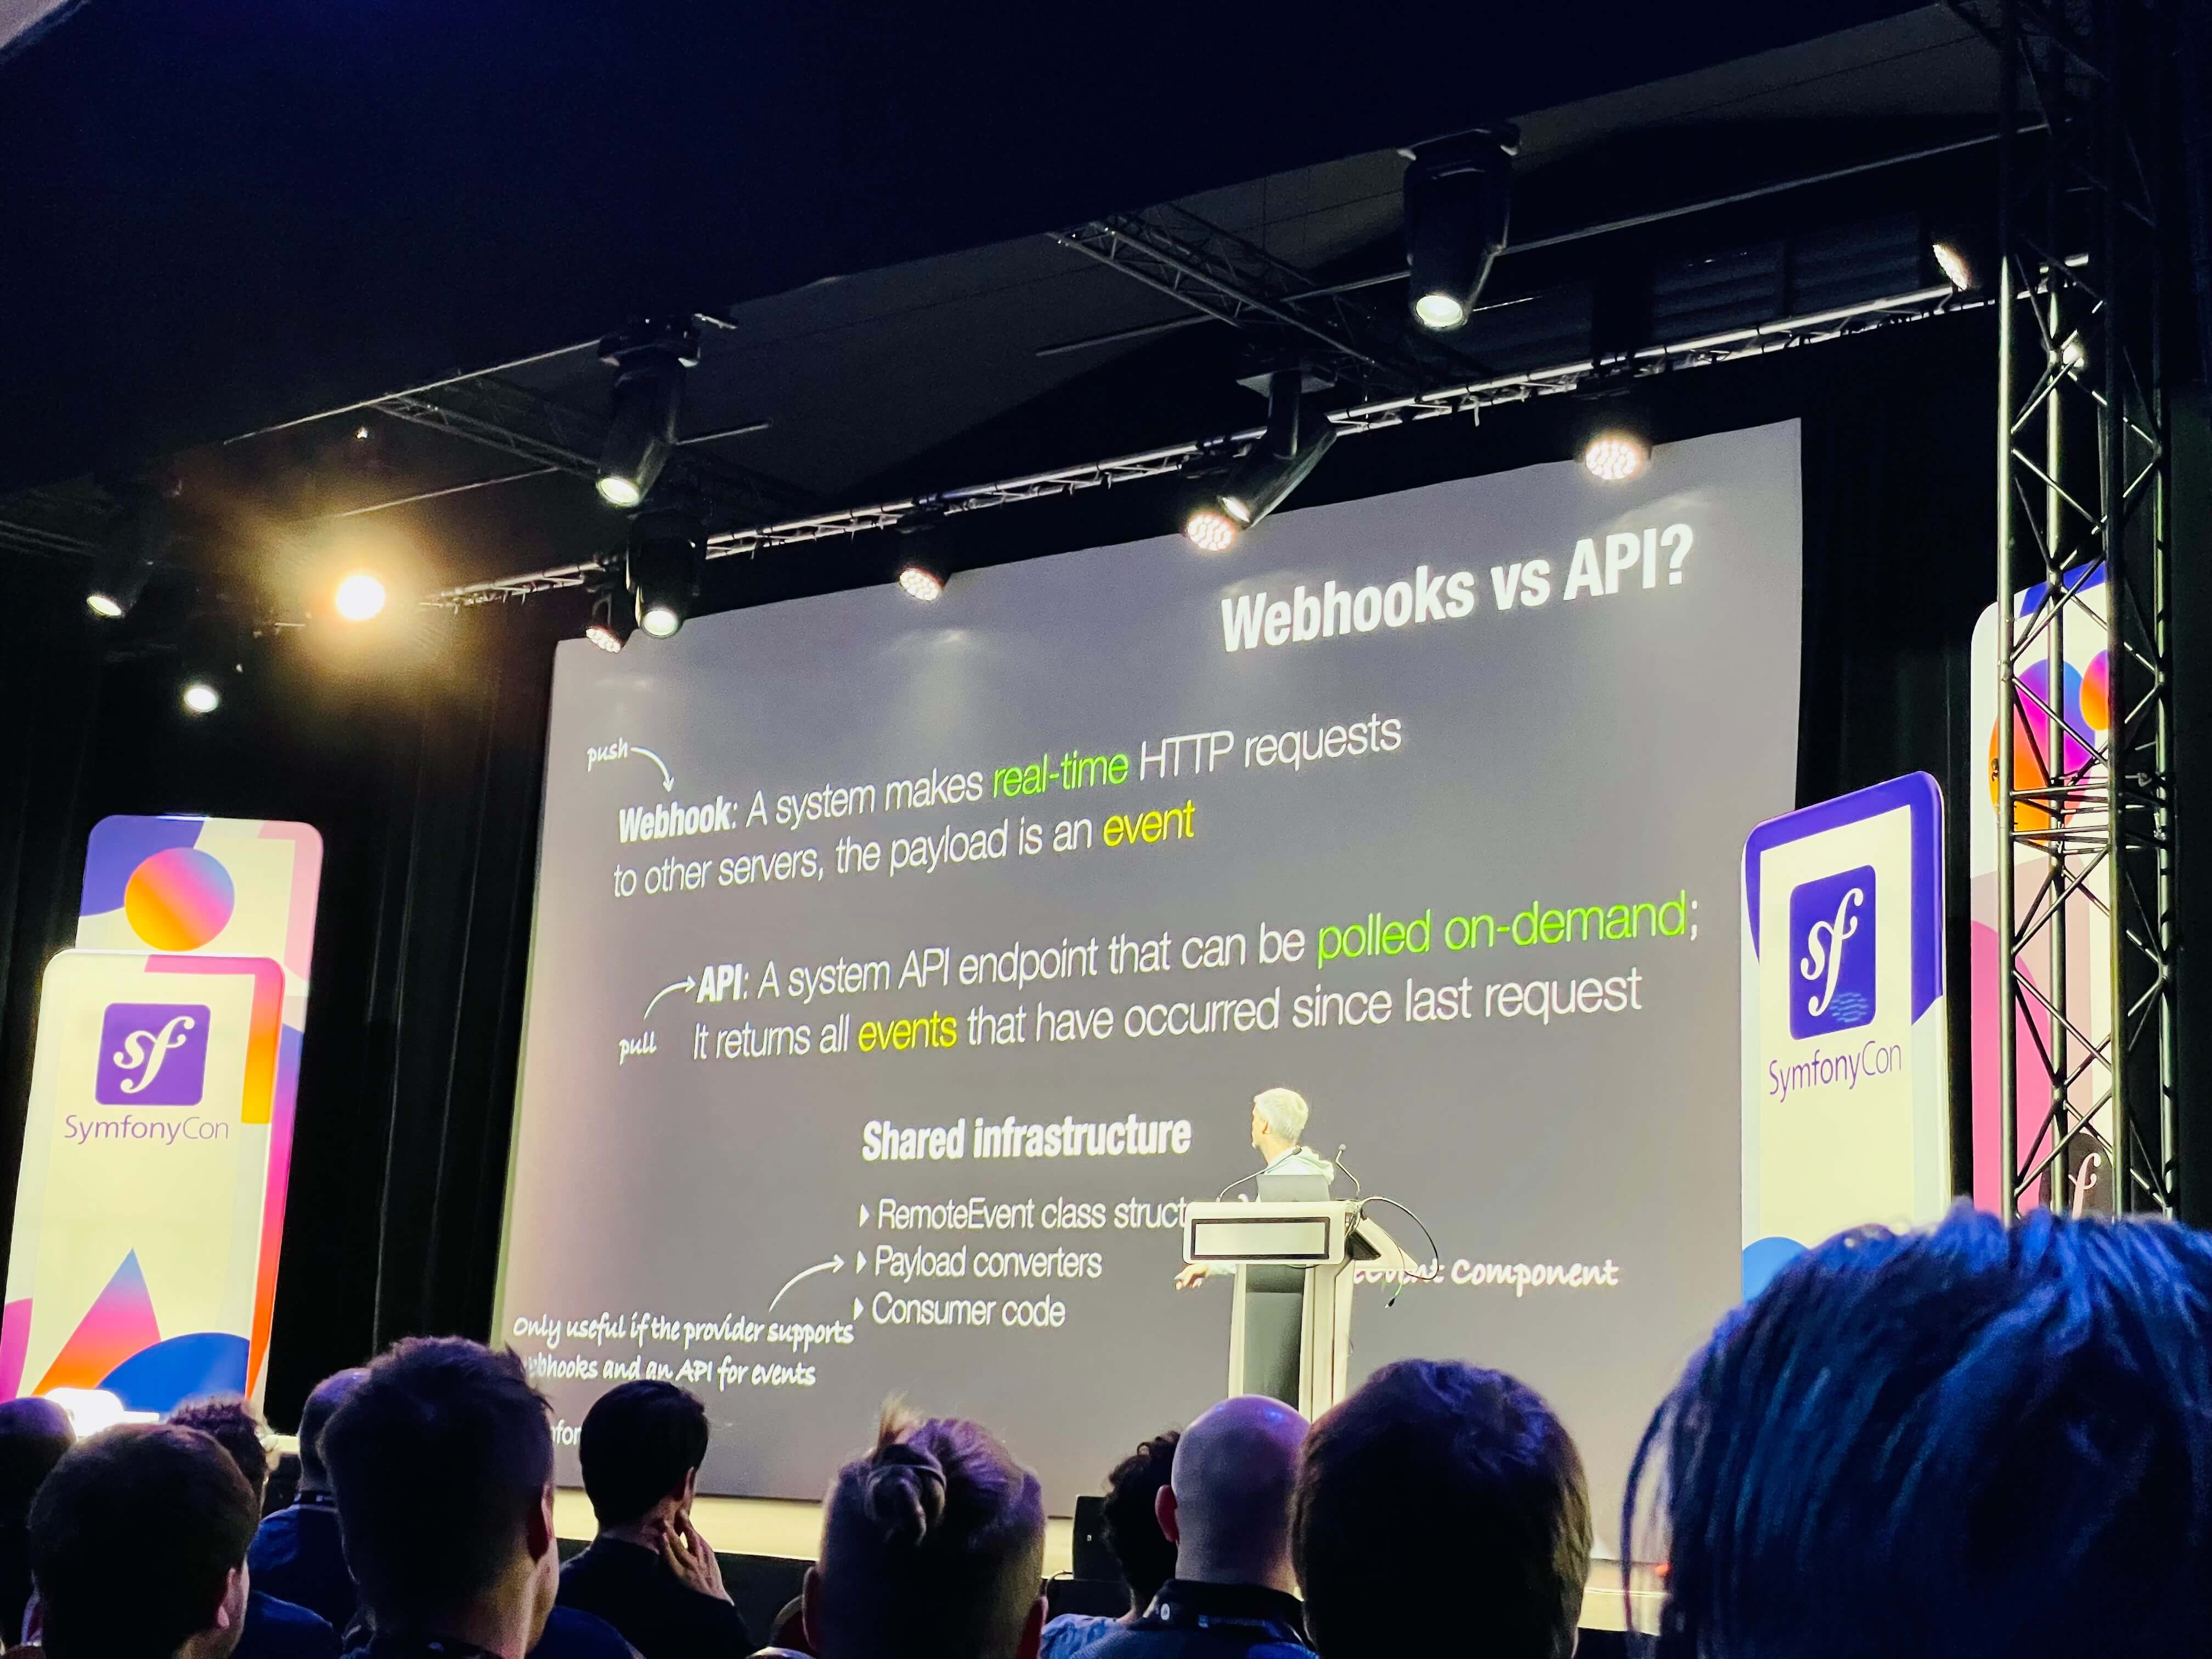 Webhooks vs API?
push
Webhook: A system makes real-time HTTP requests
to other servers, the payload is an event
API: A system API endpoint that can be polled on-demand;
pull
It returns all events that have occurred since last request
Shared infrastructure
RemoteEvent class
Payload converters
Component
Consumer code
Only useful if the provider supports
and an API for events
sf
SymfonyCon
sf
SymfonyCon
sf